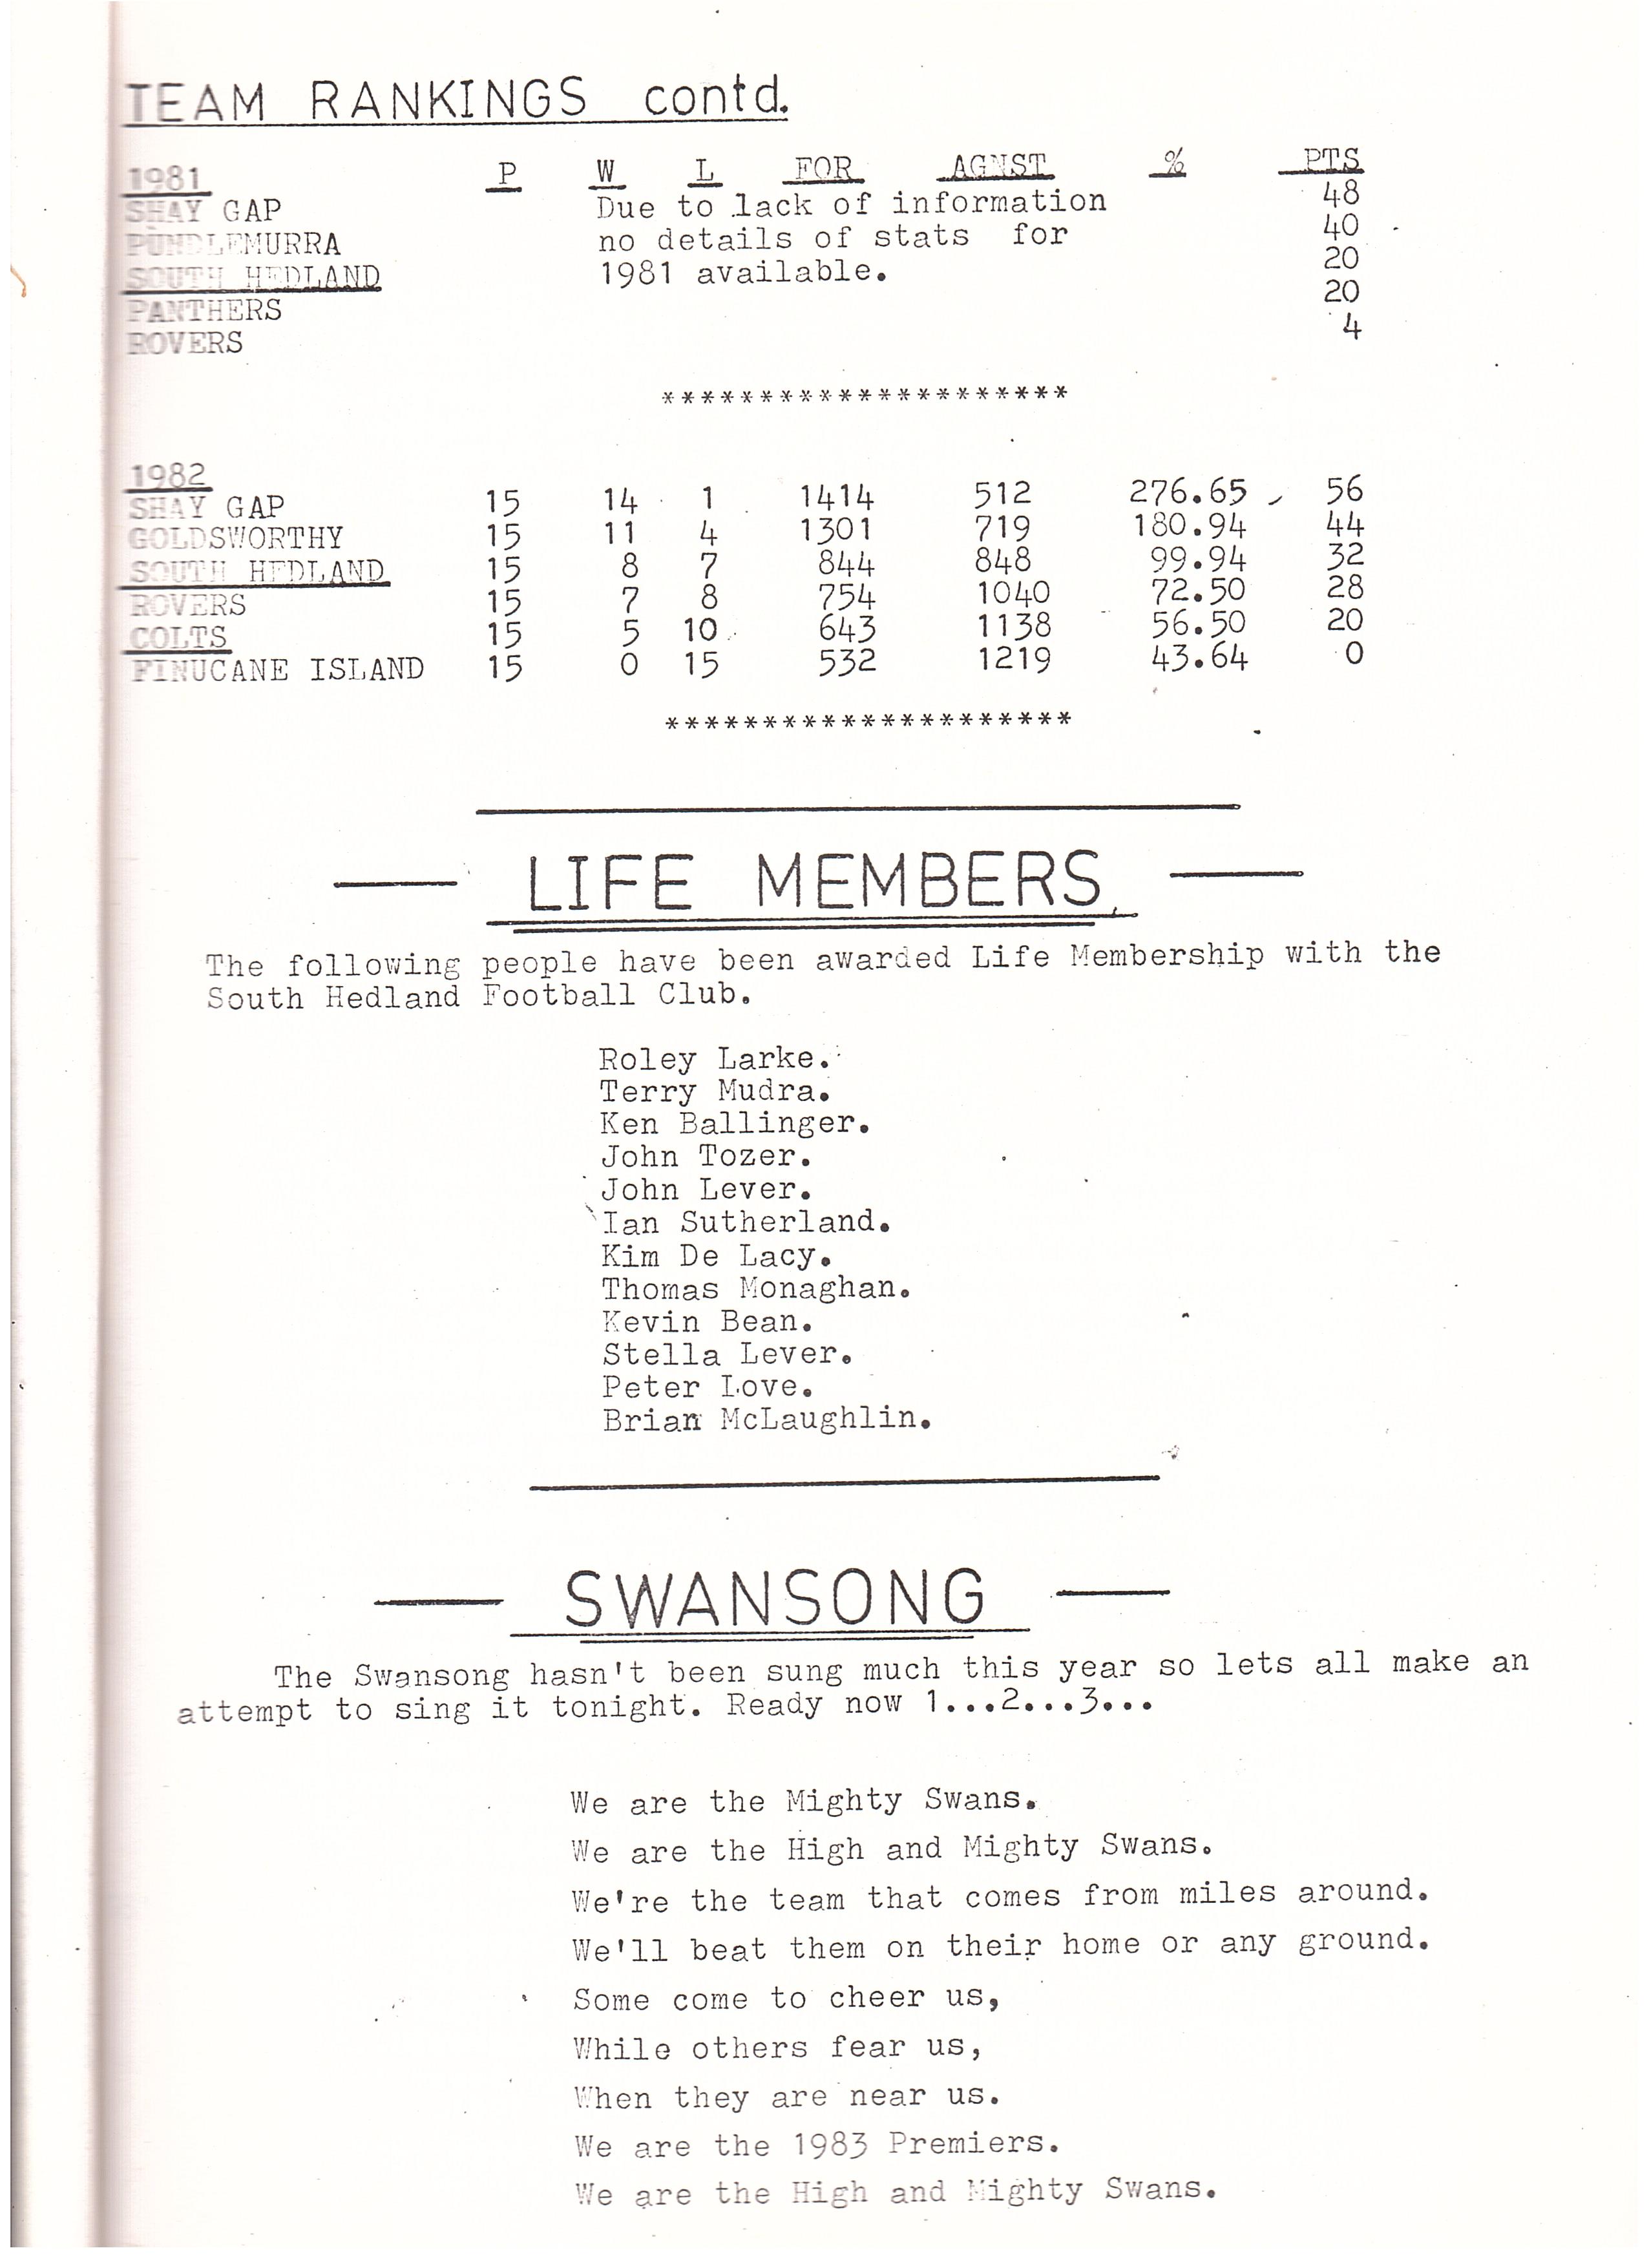 TEAM RANKINGS contd.
1981 P W L FOR AGNST % PTS
SHAY GAP Due to lack of information 48
PUNDLEMURRA no details of stats for 40
SOUTH HEDLAND 1981 available. 20
PANTHERS 20
ROVERS 4
*********************
1982
SHAY GAP 15 14 1 1414 512 276.65 56
GOLDSWORTHY 15 11 4 1301 719 180.94 44
SOUTH HEDLAND 15 8 7 844 848 99.94 32
ROVERS 15 7 8 754 1040 72.50 28
COLTS 15 5 10 643 1138 56.50 20
FINUCANE ISLAND 15 0 15 532 1219 43.64 0
*********************
LIFE MEMBERS
The following people have been awarded Life Membership with the
South Hedland Football Club.
Roley Larke.
Terry Mudra.
Ken Ballinger.
John Tozer.
John Lever.
Ian Sutherland.
Kim De Lacy.
Thomas Monaghan.
Kevin Bean.
Stella Lever.
Peter Love.
Brian McLaughlin.
SWANSONG
The Swansong hasn't been sung much this year so lets all make an
attempt to sing it tonight. Ready now 1...2...3...
We are the Mighty Swans.
We are the High and Mighty Swans.
We're the team that comes from miles around.
We'll beat them on their home or any ground.
Some come to cheer us,
While others fear us,
When they are near us.
We are the 1983 Premiers.
We are the High and Mighty Swans.